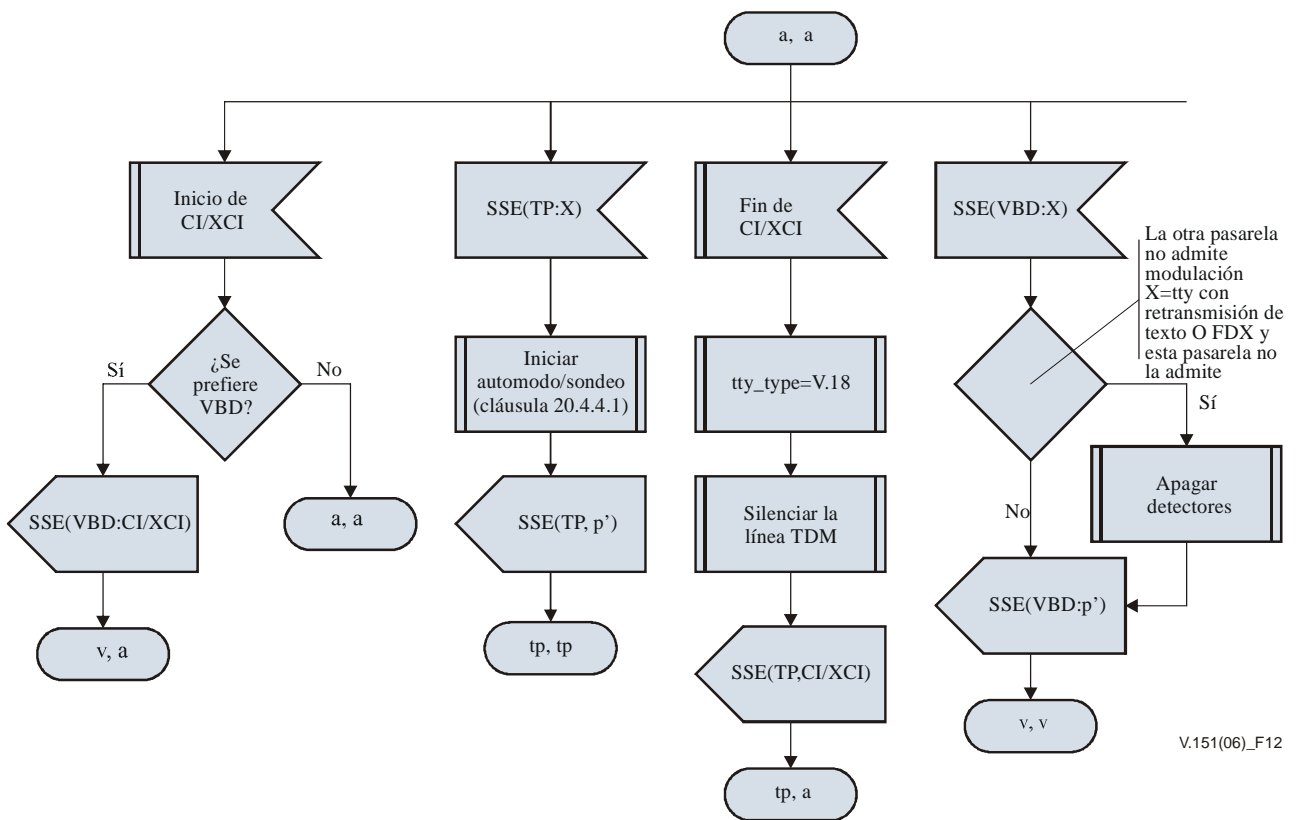 a, a
Inicio de
CI/XCI
SSE(TP:X)
Fin de
CI/XCI
SSE(VBD:X)
La otra pasarela
no admite
modulación
X=tty con
retransmisión de
texto O FDX y
esta pasarela no
la admite
Sí
¿Se
prefiere
VBD?
No
Iniciar
automodo/sondeo
(cláusula 20.4.4.1)
tty_type=V.18
Sí
SSE(VBD:CI/XCI)
a, a
SSE(TP, p’)
Silenciar la
línea TDM
No
Apagar
detectores
SSE(VBD:p’)
v, a
tp, tp
SSE(TP,CI/XCI)
v, v
tp, a
V.151(06)_F12